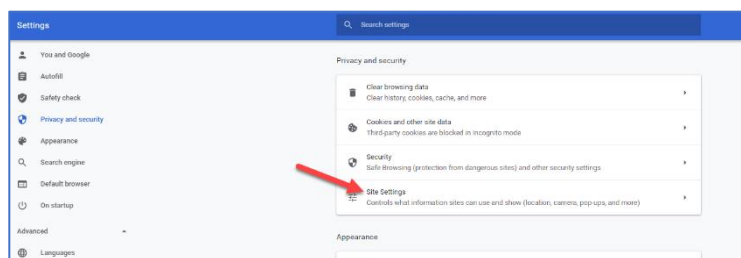 Settings
Search settings
You and Google
Autofill
Safety check
Privacy and security
Appearance
Search engine
Default browser
On startup
Advanced
Languages
Privacy and security
Clear browsing data
Clear history, cookies, cache, and more
Cookies and other site data
Third-party cookies are blocked in Incognito mode
Security
Safe Browsing (protection from dangerous sites) and other security settings
Site Settings
Controls what information sites can use and show (location, camera, pop-ups, and more)
Appearance